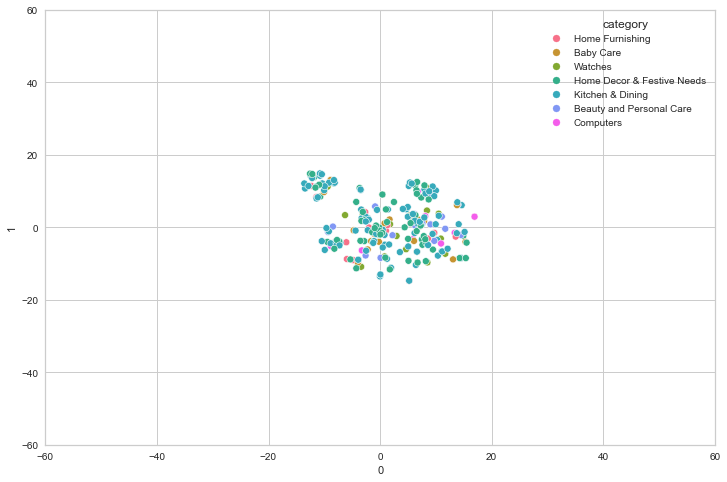 category
Home Furnishing
Baby Care
Watches
Home Decor & Festive Needs
Kitchen & Dining
Beauty and Personal Care
Computers
60
40
20
0
−20
−40
−60
1
−60
−40
−20
0
20
40
60
0